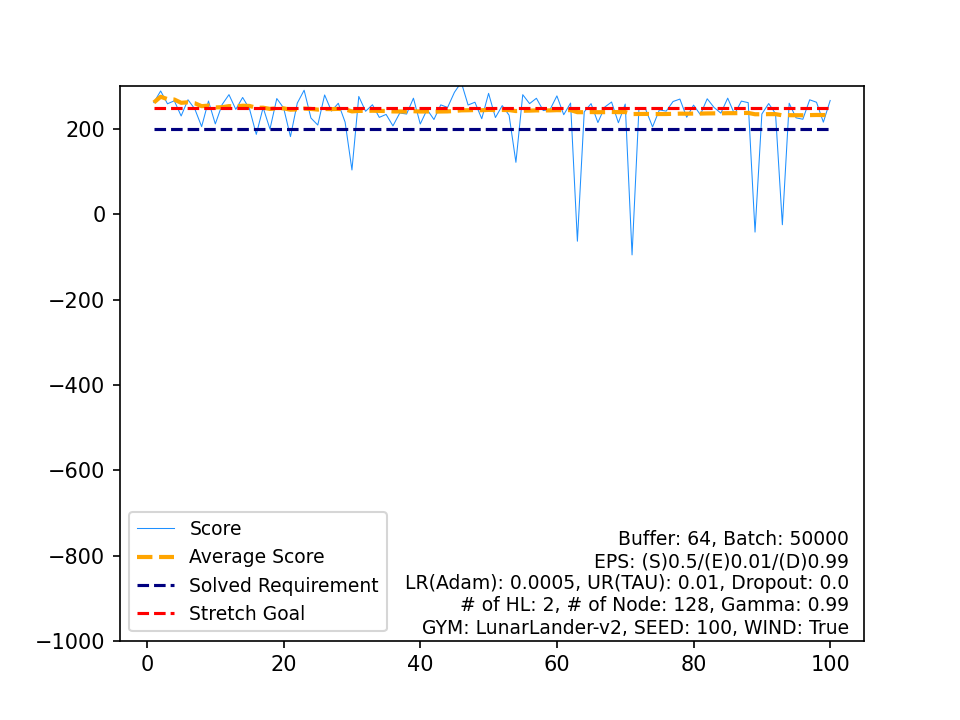 200
0
−200
−400
−600
−800
−1000
0
20
40
60
80
100
Score
Average Score
Solved Requirement
Stretch Goal
Buffer: 64, Batch: 50000
EPS: (S)0.5/(E)0.01/(D)0.99
LR(Adam): 0.0005, UR(TAU): 0.01, Dropout: 0.0
# of HL: 2, # of Node: 128, Gamma: 0.99
GYM: LunarLander-v2, SEED: 100, WIND: True